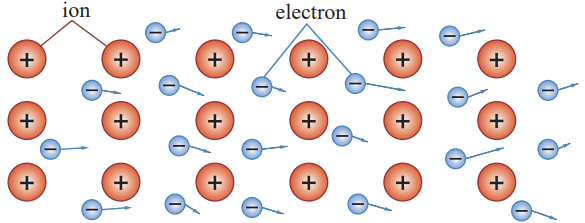 ion
electron
+ + + + + +
+ + + + + +
+ + + + + +